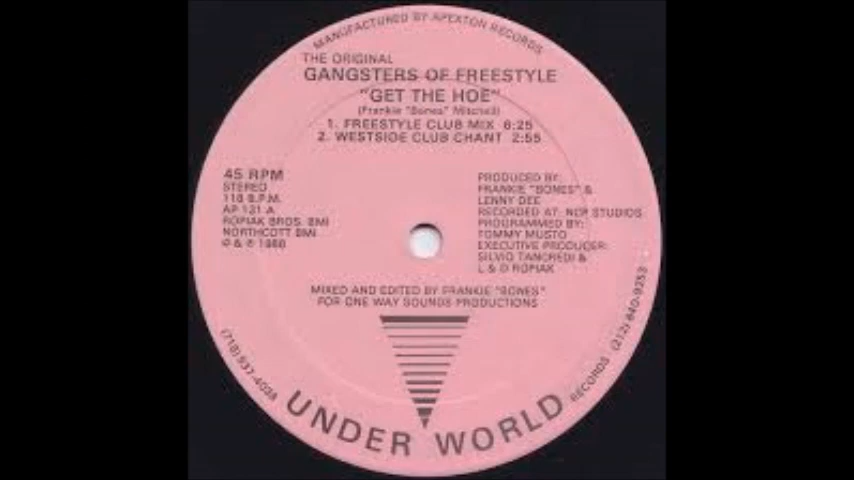 MANUFACTURED BY APEXTON RECORDS
THE ORIGINAL
GANGSTERS OF FREESTYLE
"GET THE HOE"
(Frankie "Bones" Mitchell)
1. FREESTYLE CLUB MIX 6:25
2. WESTSIDE CLUB CHANT 2:55
45 RPM
STEREO
118 B.P.M.
AP 131 A
ROPIAK BROS. BMI
NORTHCOTT BMI
© & ℗ 1988
PRODUCED BY:
FRANKIE "BONES" &
LENNY DEE
RECORDED AT: NCP STUDIOS
PROGRAMMED BY:
TOMMY MUSTO
EXECUTIVE PRODUCER:
SILVIO TANCREDI &
L & D ROPIAK
MIXED AND EDITED BY FRANKIE "BONES"
FOR ONE WAY SOUNDS PRODUCTIONS
(718) 937-4038
UNDER WORLD
RECORDS
(212) 840-9253